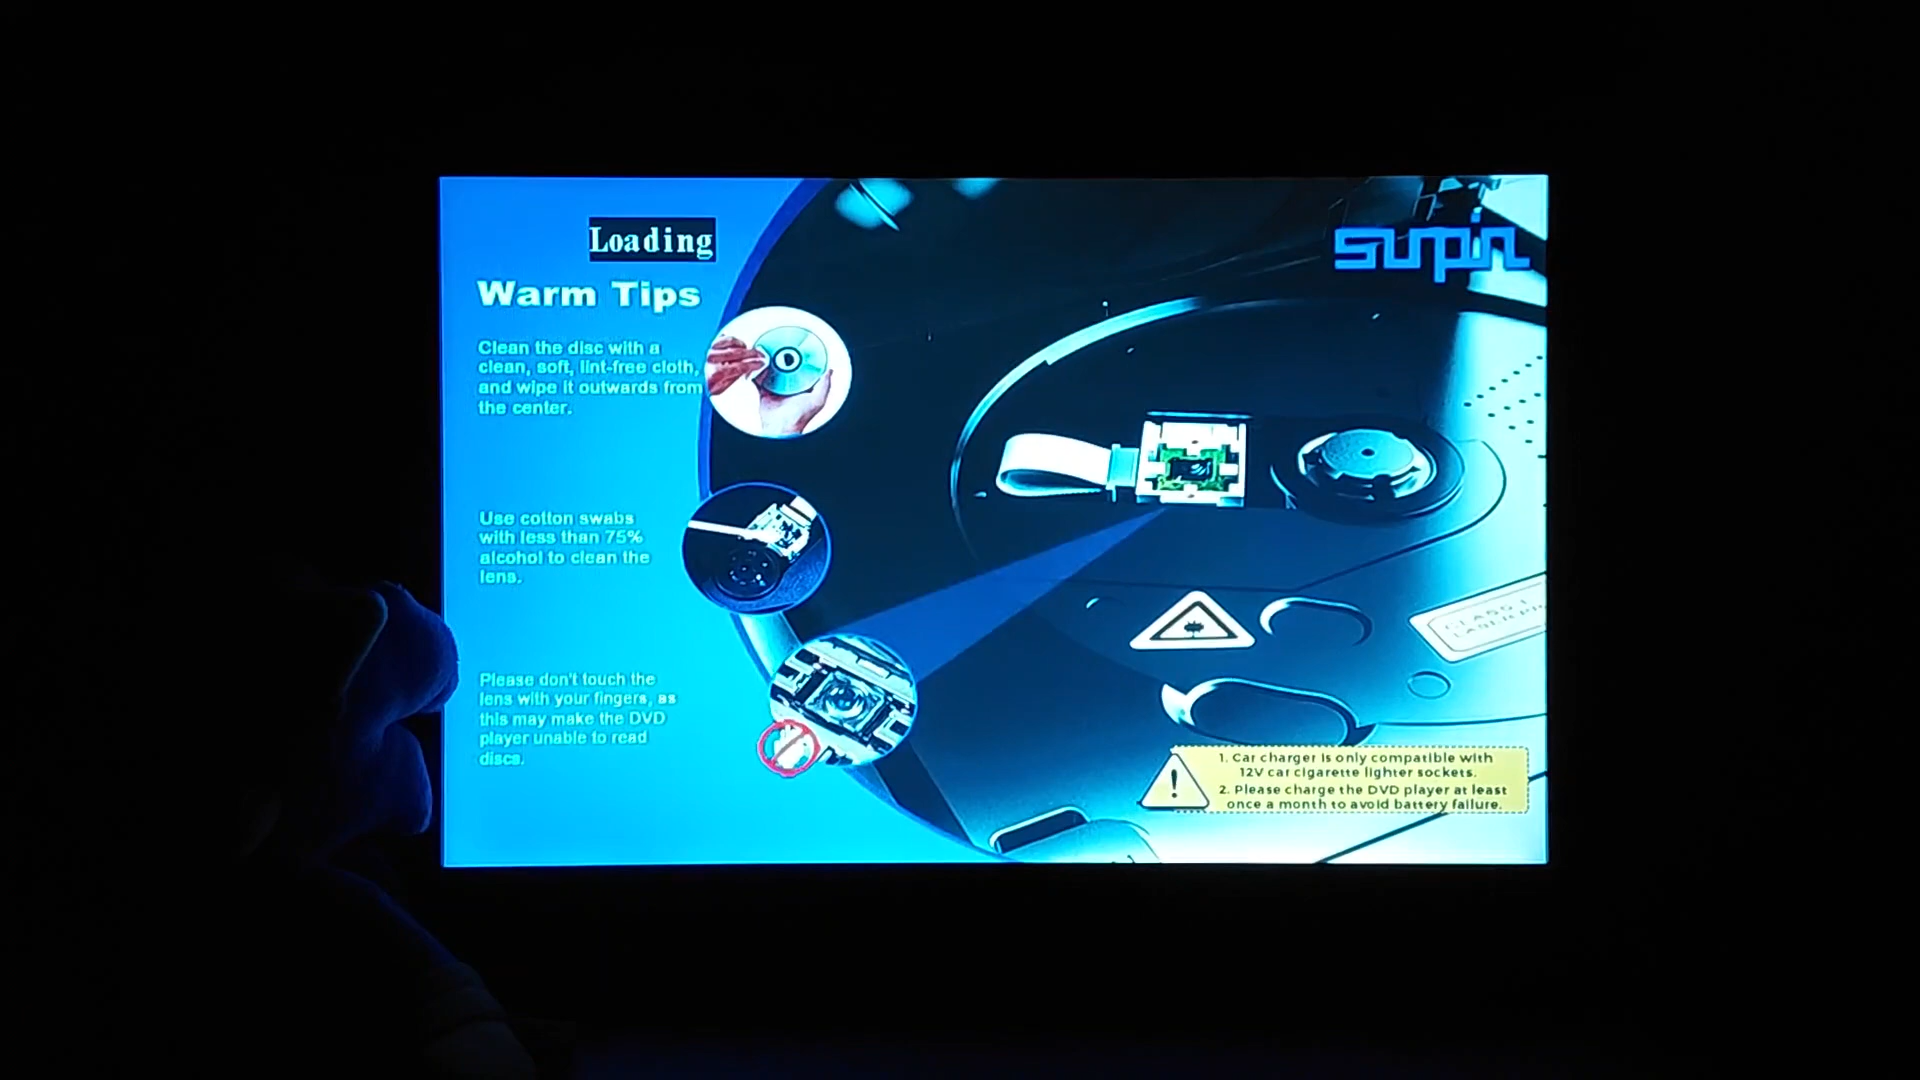 Loading
Warm Tips
Clean the disc with a
clean, soft, lint-free cloth,
and wipe it outwards from
the center.
Use cotton swabs
with less than 75%
alcohol to clean the
lens.
Please don't touch the
lens with your fingers, as
this may make the DVD
player unable to read
discs.
1. Car charger is only compatible with
12V car cigarette lighter sockets.
2. Please charge the DVD player at least
once a month to avoid battery failure.
CLASS 1